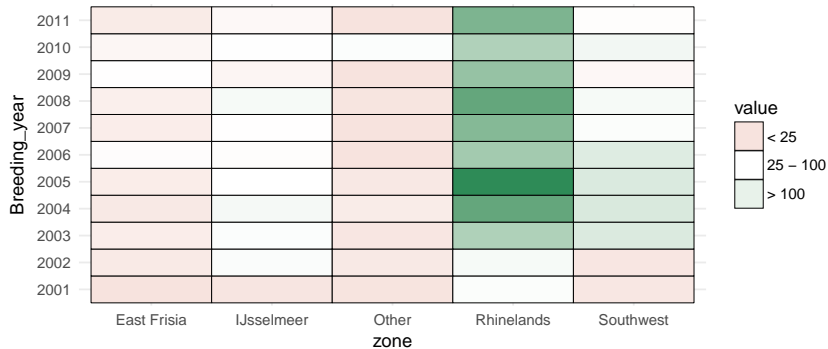 2011
2010
2009
2008
2007
2006
2005
2004
2003
2002
2001
Breeding_year
East Frisia IJsselmeer Other Rhinelands Southwest
zone
value
< 25
25 − 100
> 100